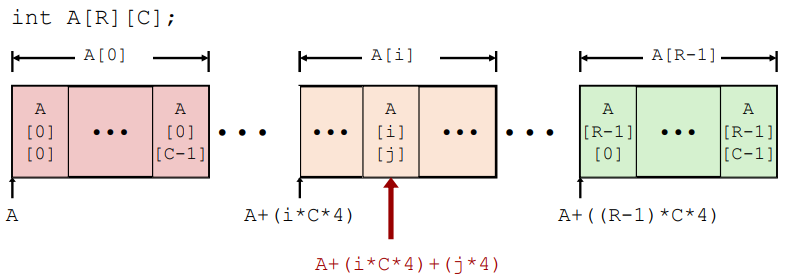 int A[R][C];
A[0] A[i] A[R-1]
A A A A A
[0] ••• [0] ••• ••• [i] ••• ••• [R-1] ••• [R-1]
[0] [C-1] [j] [0] [C-1]
A A+(i*C*4) A+((R-1)*C*4)
A+(i*C*4)+(j*4)